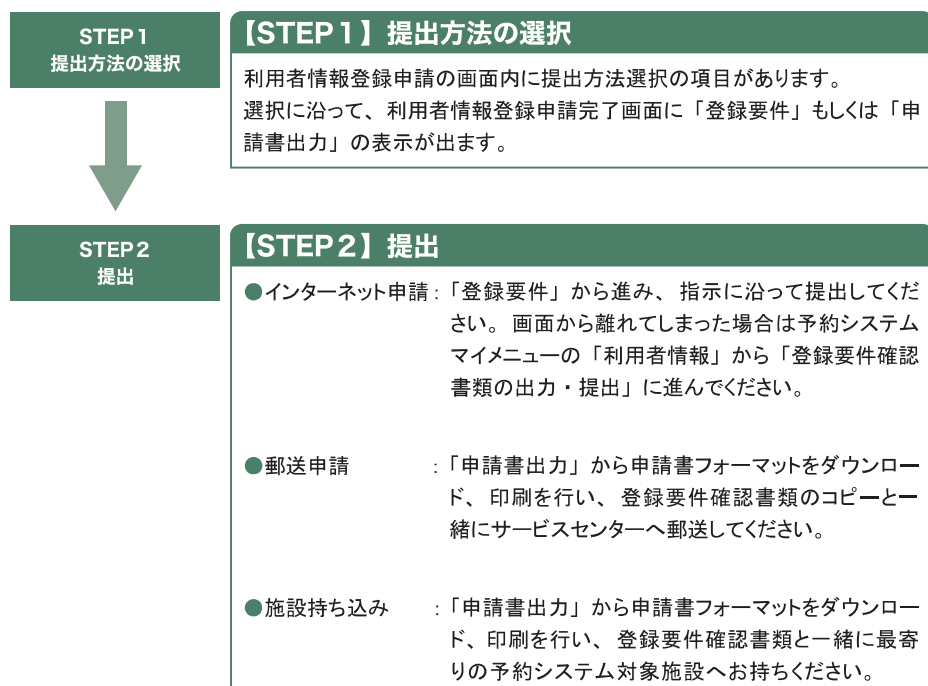 STEP１
提出方法の選択
【STEP１】提出方法の選択
利用者情報登録申請の画面内に提出方法選択の項目があります。
選択に沿って、利用者情報登録申請完了画面に「登録要件」もしくは「申
請書出力」の表示が出ます。
STEP２
提出
【STEP２】提出
●インターネット申請：「登録要件」から進み、指示に沿って提出してくだ
さい。画面から離れてしまった場合は予約システム
マイメニューの「利用者情報」から「登録要件確認
書類の出力・提出」に進んでください。
●郵送申請　　　　：「申請書出力」から申請書フォーマットをダウンロー
ド、印刷を行い、登録要件確認書類のコピーと一
緒にサービスセンターへ郵送してください。
●施設持ち込み　　：「申請書出力」から申請書フォーマットをダウンロー
ド、印刷を行い、登録要件確認書類と一緒に最寄
りの予約システム対象施設へお持ちください。